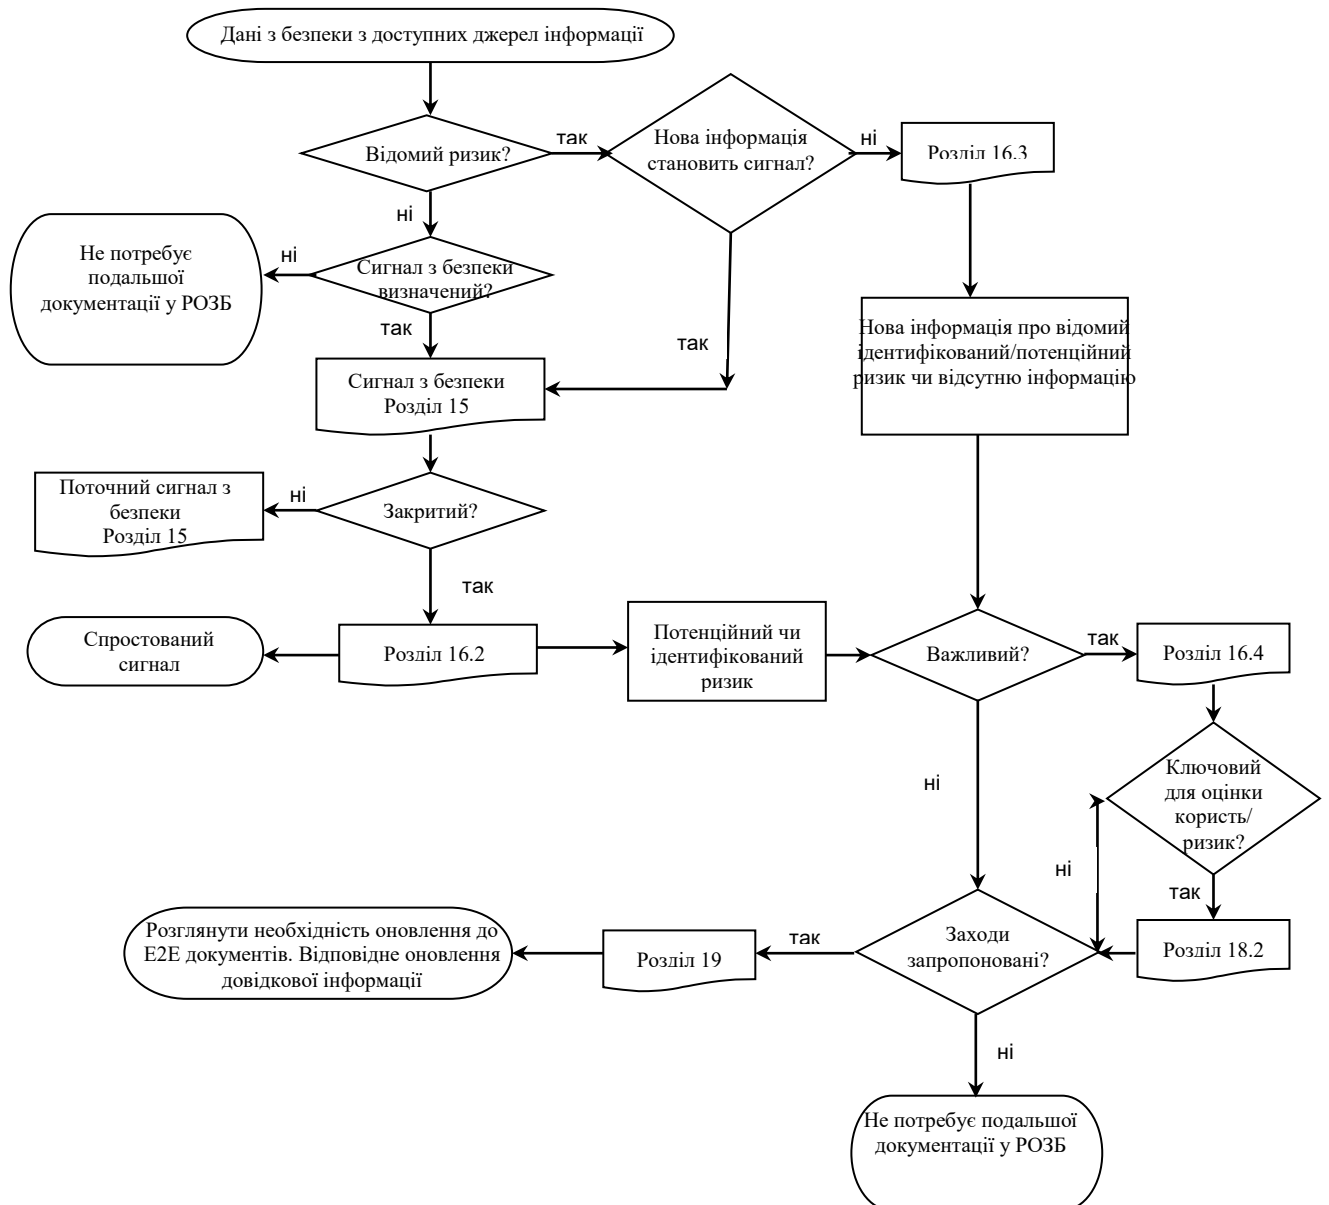 Дані з безпеки з доступних джерел інформації
Відомий ризик?
так
Нова інформація
становить сигнал?
ні
Розділ 16.3
ні
Не потребує
подальшої
документації у РОЗБ
ні
Сигнал з безпеки
визначений?
так
так
Нова інформація про відомий
ідентифікований/потенційний
ризик чи відсутню інформацію
Сигнал з безпеки
Розділ 15
Поточний сигнал з
безпеки
Розділ 15
ні
Закритий?
так
Спростований
сигнал
Розділ 16.2
Потенційний чи
ідентифікований
ризик
Важливий?
так
Розділ 16.4
ні
Ключовий
для оцінки
користь/
ризик?
ні
так
Розглянути необхідність оновлення до
Е2Е документів. Відповідне оновлення
довідкової інформації
Розділ 19
так
Заходи
запропоновані?
Розділ 18.2
ні
Не потребує подальшої
документації у РОЗБ